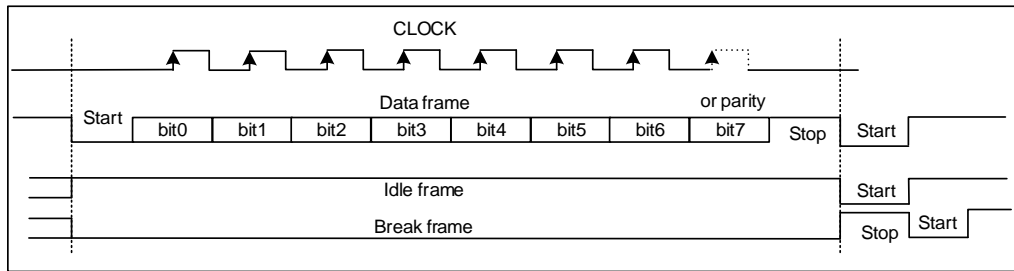 CLOCK
Data frame
or parity
Start
bit0 bit1 bit2 bit3 bit4 bit5 bit6 bit7
Stop
Start
Idle frame
Start
Break frame
Stop
Start